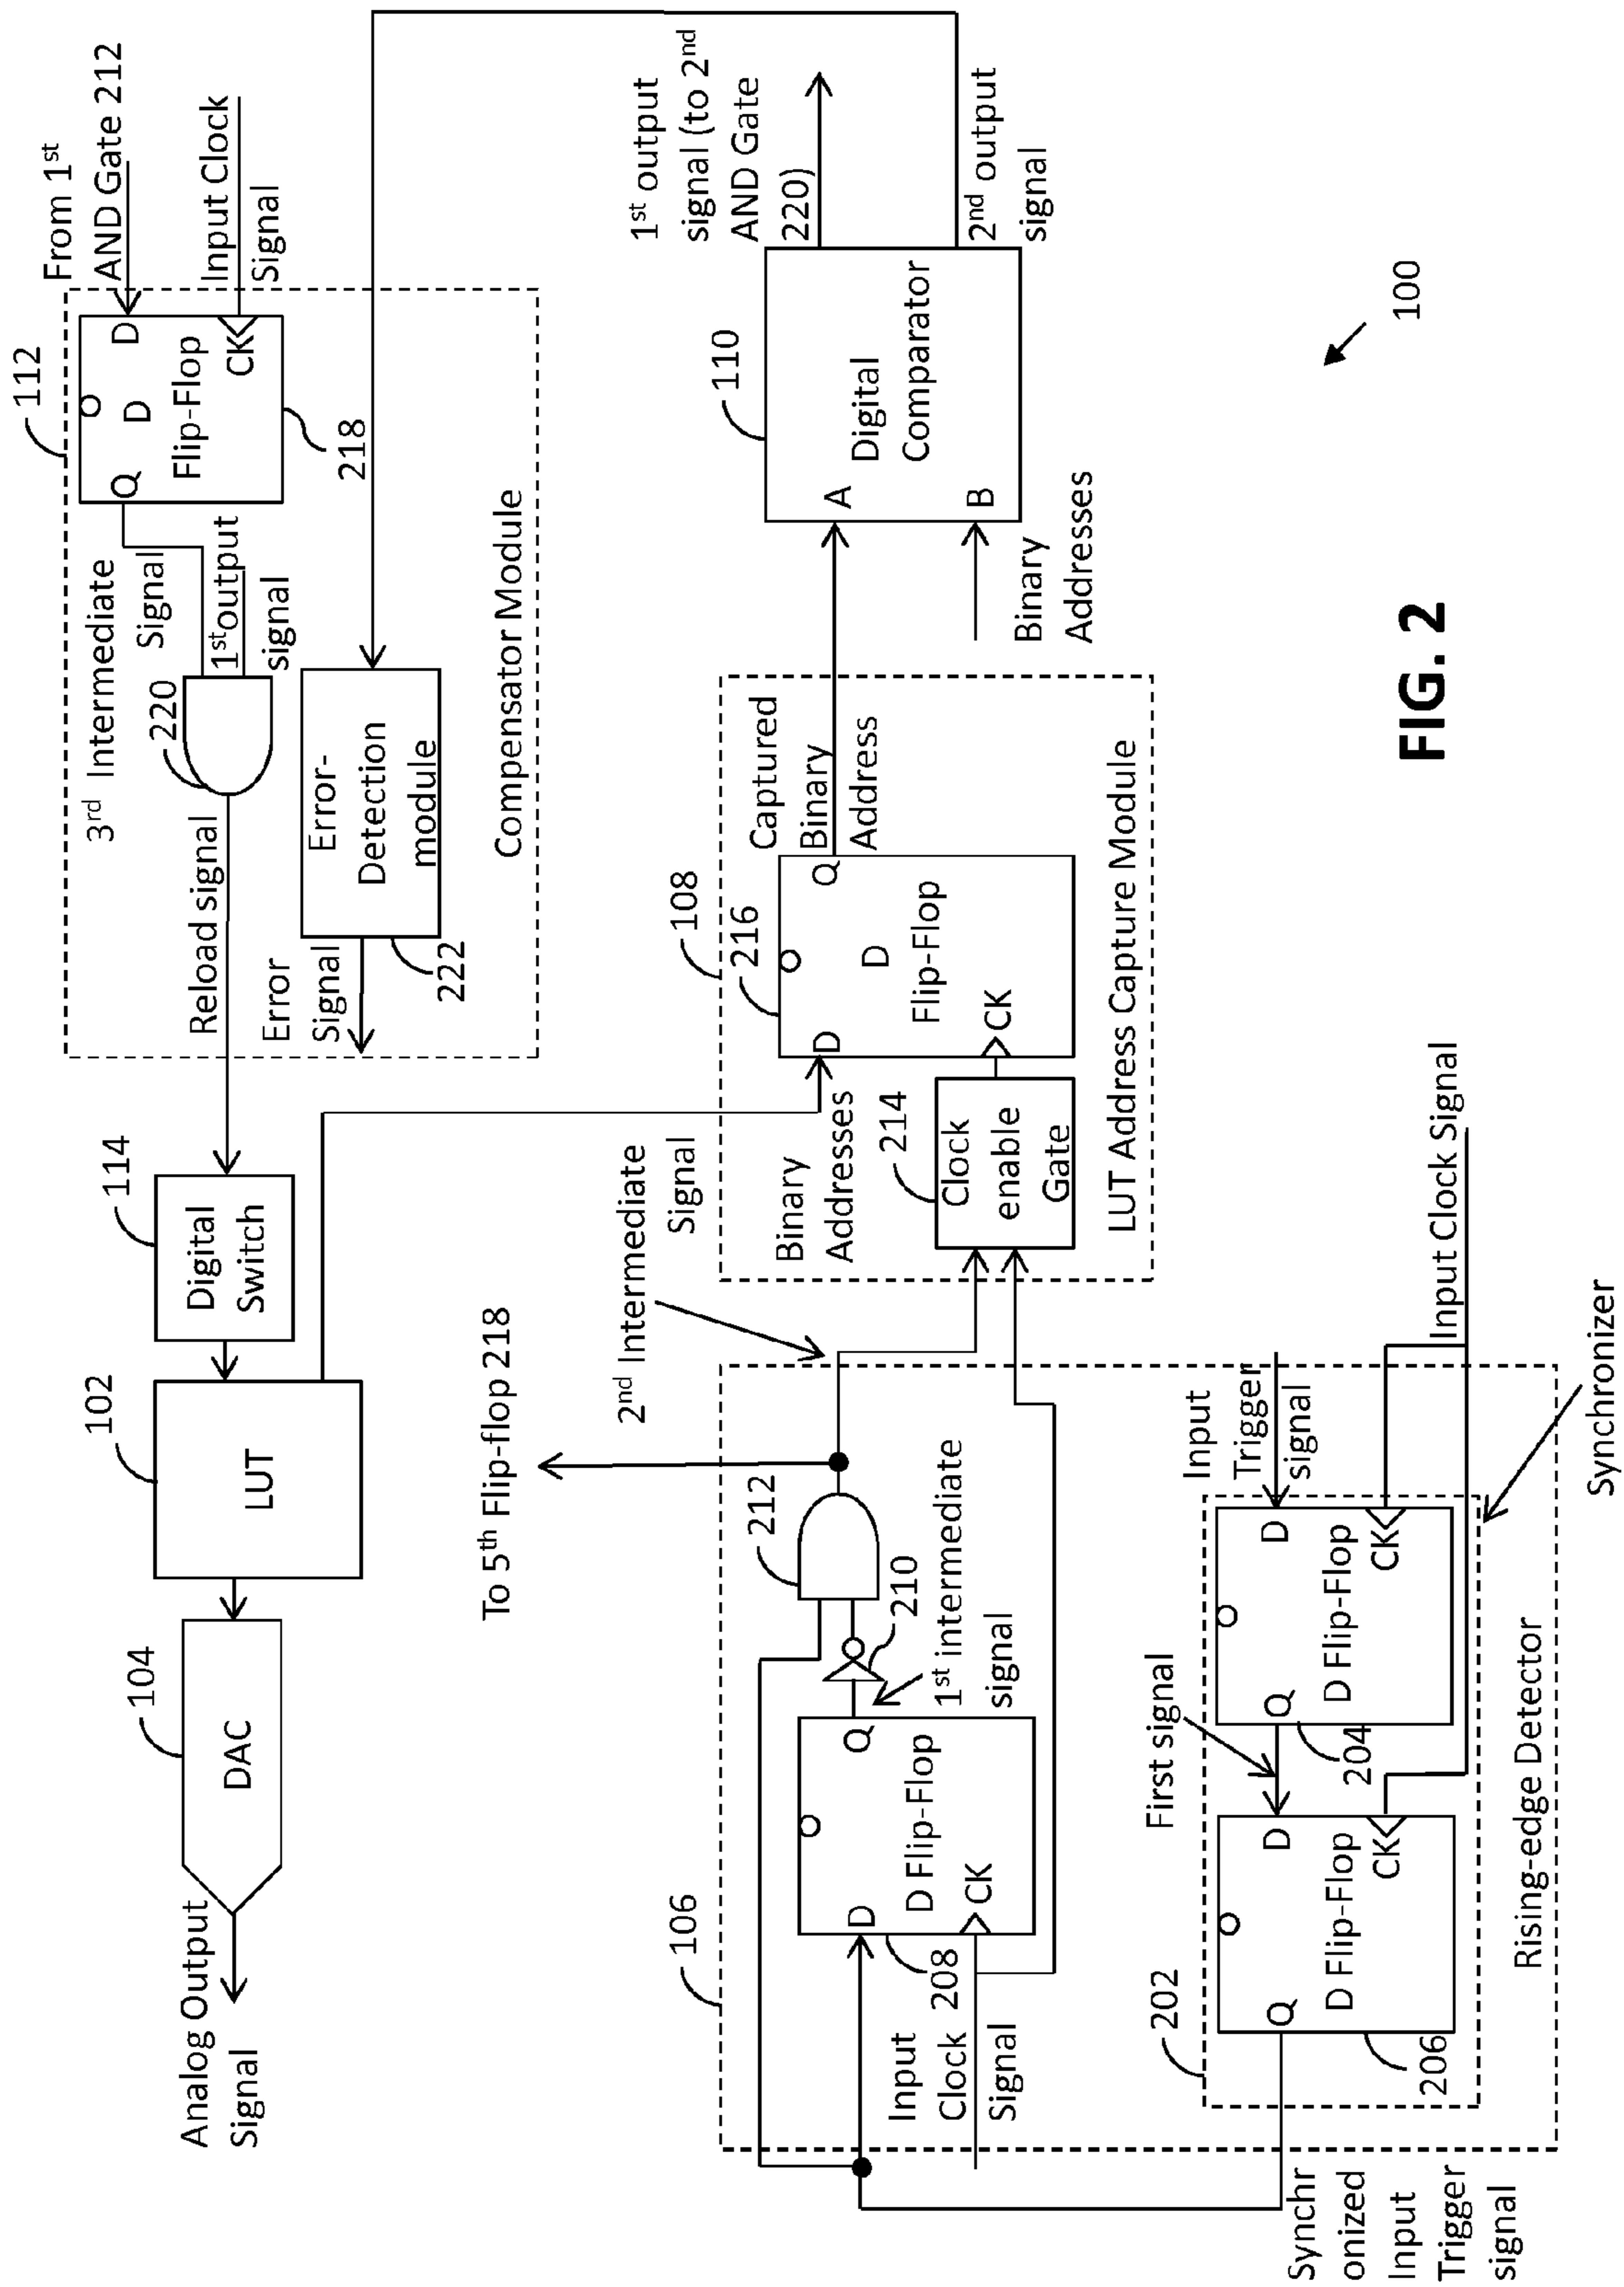 Analog Output
Signal
104
DAC
102
LUT
114
Digital
Switch
Reload signal
Error
Signal
222
3rd Intermediate
Signal
220
1st output
signal
Error-
Detection
module
Compensator Module
112
Q
D
D
Flip-Flop
CK
218
From 1st
AND Gate 212
Input Clock
Signal
To 5th Flip-flop 218
2nd Intermediate
Signal
106
D
Q
D Flip-Flop
CK
208
Input
Clock
Signal
210
212
1st intermediate
signal
Binary
Addresses
108
216
D
Q
D
Flip-Flop
CK
214
Clock
enable
Gate
Captured
Binary
Address
LUT Address Capture Module
110
A
Digital
Comparator
B
Binary
Addresses
1st output
signal (to 2nd
AND Gate
220)
2nd output
signal
202
Q
D
D Flip-Flop
CK
206
First signal
Q
D
D Flip-Flop
CK
204
Input
Trigger
signal
Input Clock Signal
Rising-edge Detector
Synchronizer
Synchr
onized
Input
Trigger
signal
100
FIG. 2